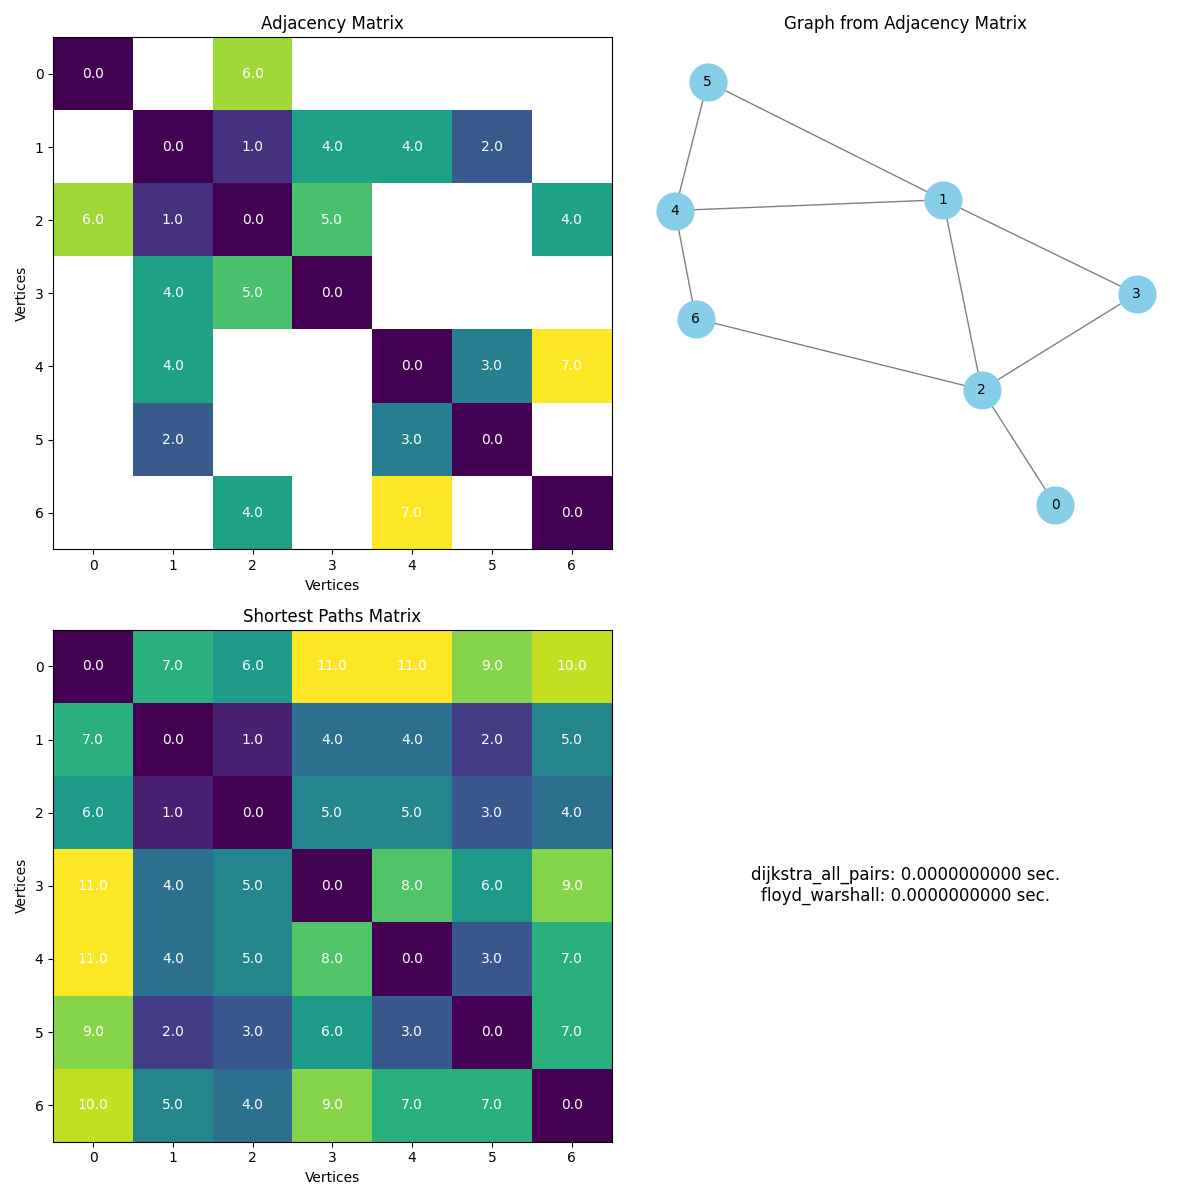 Adjacency Matrix
0 0.0 6.0
1 0.0 1.0 4.0 4.0 2.0
2 6.0 1.0 0.0 5.0 4.0
3 4.0 5.0 0.0
4 4.0 0.0 3.0 7.0
5 2.0 3.0 0.0
6 4.0 7.0 0.0
Vertices
0 1 2 3 4 5 6
Vertices
Graph from Adjacency Matrix
5
1
4
3
6
2
0
Shortest Paths Matrix
0 0.0 7.0 6.0 11.0 11.0 9.0 10.0
1 7.0 0.0 1.0 4.0 4.0 2.0 5.0
2 6.0 1.0 0.0 5.0 5.0 3.0 4.0
3 11.0 4.0 5.0 0.0 8.0 6.0 9.0
4 11.0 4.0 5.0 8.0 0.0 3.0 7.0
5 9.0 2.0 3.0 6.0 3.0 0.0 7.0
6 10.0 5.0 4.0 9.0 7.0 7.0 0.0
Vertices
0 1 2 3 4 5 6
Vertices
dijkstra_all_pairs: 0.0000000000 sec.
floyd_warshall: 0.0000000000 sec.